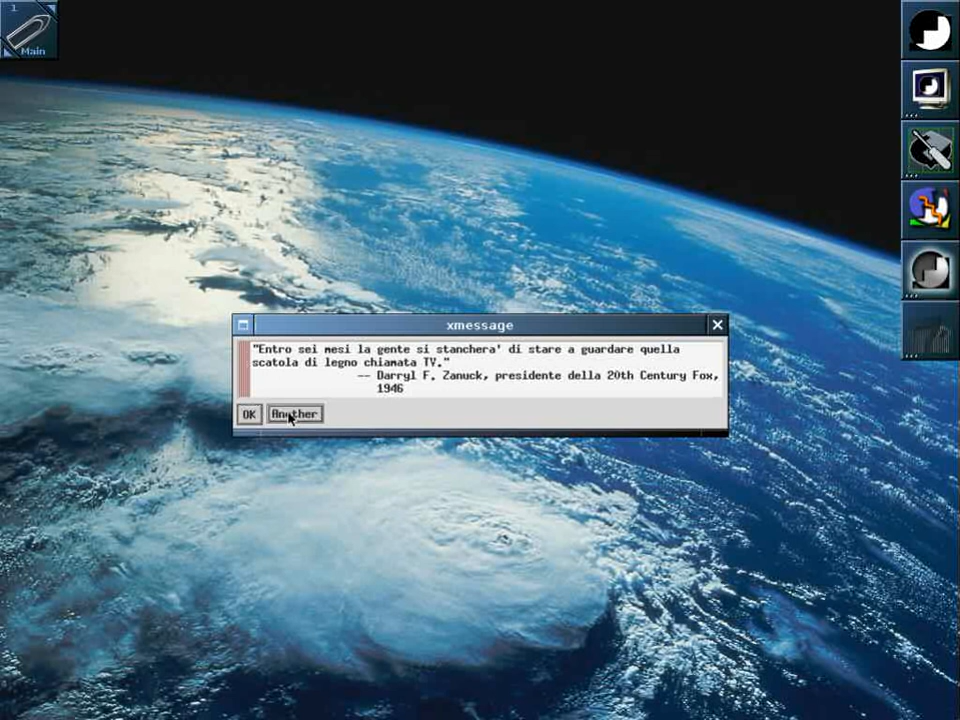 1
Main
xmessage
"Entro sei mesi la gente si stanchera' di stare a guardare quella
scatola di legno chiamata TV."
-- Darryl F. Zanuck, presidente della 20th Century Fox,
1946
OK Another